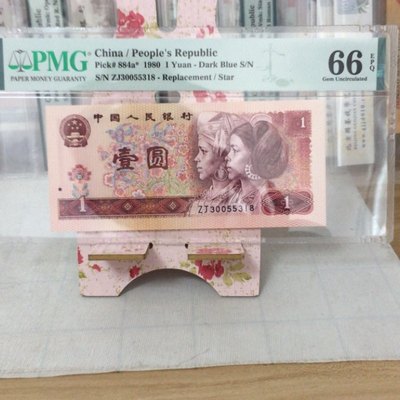 PMG
PAPER MONEY GUARANTY
China / People's Republic
Pick# 884a* 1980 1 Yuan - Dark Blue S/N
S/N ZJ30055318 - Replacement / Star
66 EPQ
Gem Uncirculated
中国人民银行
1
壹圆
1
1
ZJ30055318